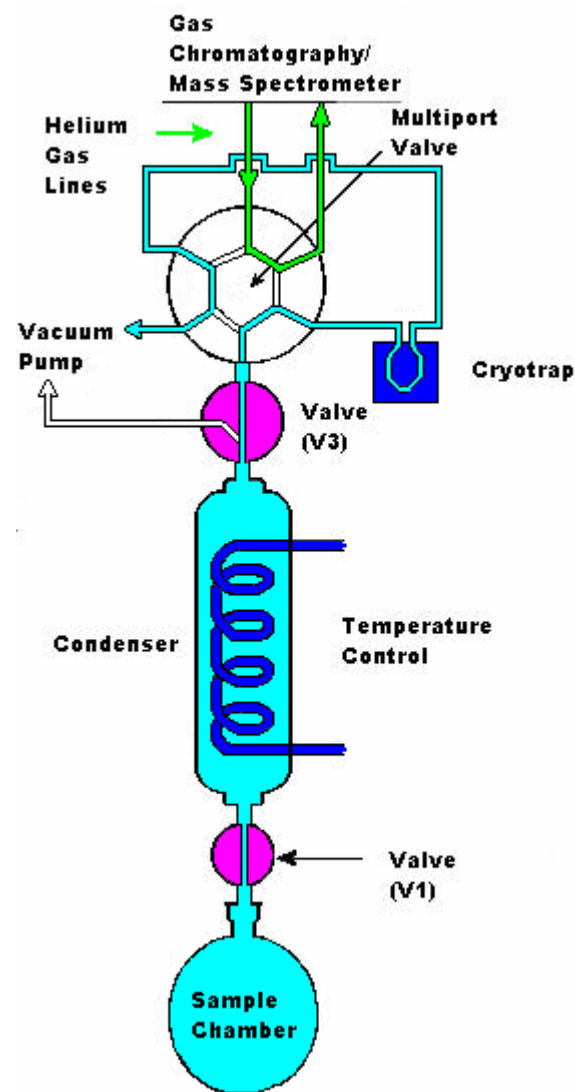 Gas
Chromatography/
Mass Spectrometer
Helium
Gas
Lines
Multiport
Valve
Vacuum
Pump
Cryotrap
Valve
(V3)
Condenser
Temperature
Control
Valve
(V1)
Sample
Chamber